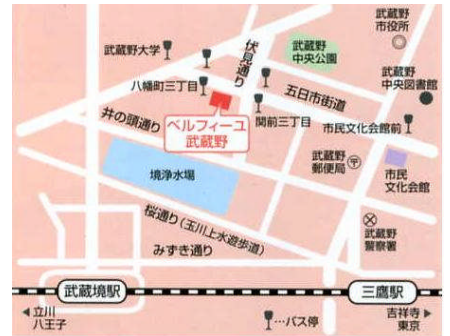 武蔵野
市役所
武蔵野大学
伏見通り
武蔵野
中央公園
八幡町三丁目
五日市街道
武蔵野
中央図書館
井の頭通り
ベルフィーユ
武蔵野
関前三丁目
市民文化会館前
境浄水場
武蔵野
郵便局
〒
市民
文化会館
桜通り(玉川上水遊歩道)
武蔵野
警察署
みずき通り
武蔵境駅
三鷹駅
◀立川
八王子
…バス停
吉祥寺▶
東京